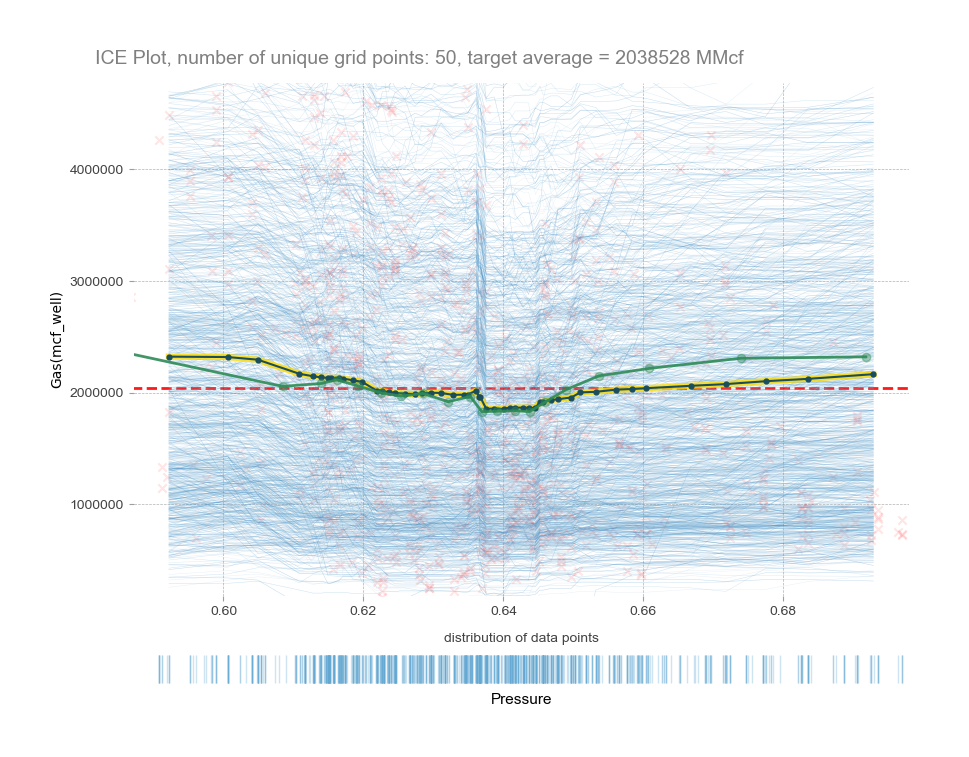 ICE Plot, number of unique grid points: 50, target average = 2038528 MMcf
Gas(mcf_well)
4000000
3000000
2000000
1000000
0.60 0.62 0.64 0.66 0.68
distribution of data points
Pressure